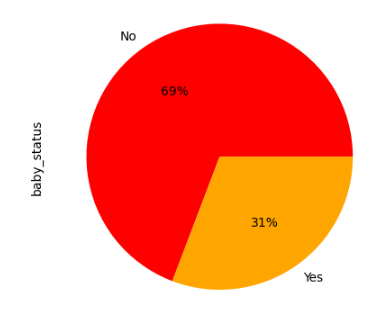 No
69%
baby_status
31%
Yes